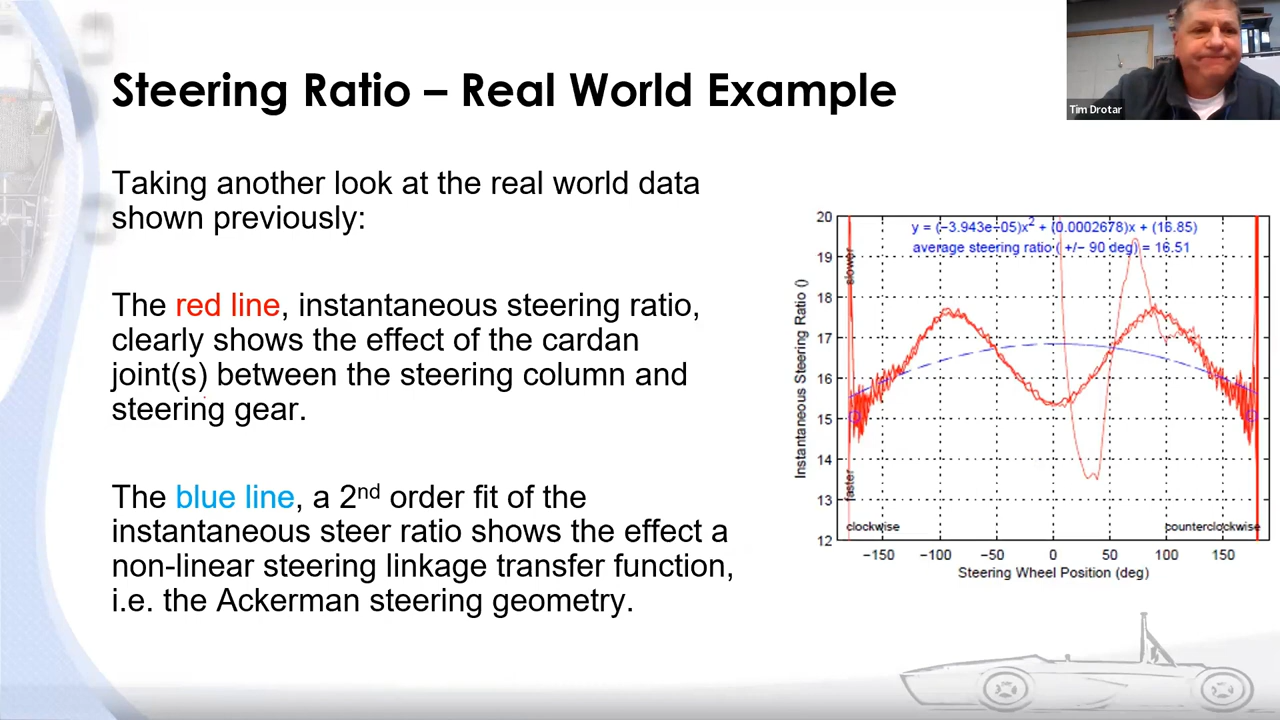 Steering Ratio – Real World Example
Tim Drotar
Taking another look at the real world data
shown previously:
The red line, instantaneous steering ratio,
clearly shows the effect of the cardan
joint(s) between the steering column and
steering gear.
The blue line, a 2nd order fit of the
instantaneous steer ratio shows the effect a
non-linear steering linkage transfer function,
i.e. the Ackerman steering geometry.
y = (−3.943e−05)x2 + (0.0002678)x + (16.85)
average steering ratio ( +/− 90 deg) = 16.51
Instantaneous Steering Ratio ()
20
19
18
17
16
15
14
13
12
slower
faster
clockwise
counterclockwise
−150 −100 −50 0 50 100 150
Steering Wheel Position (deg)